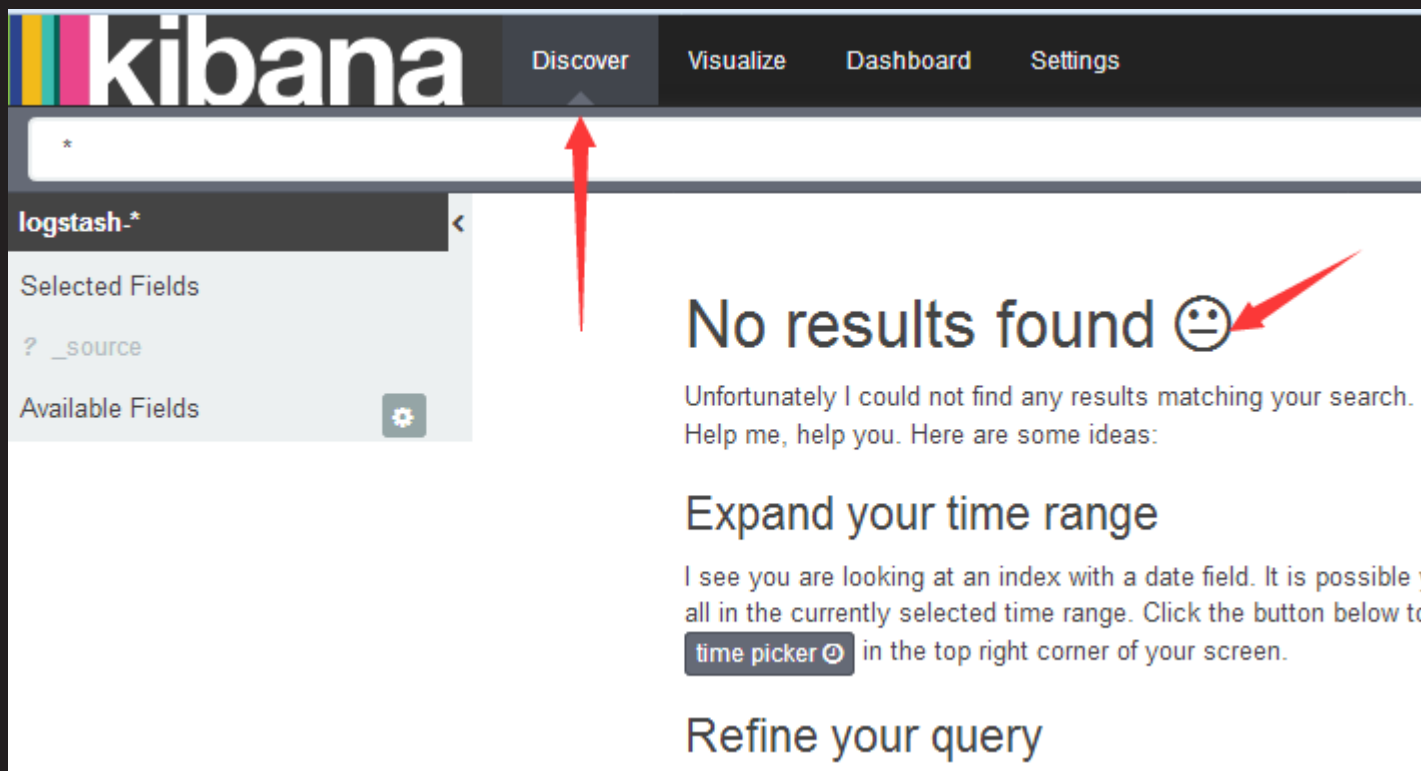 kibana Discover Visualize Dashboard Settings
*
logstash-*
Selected Fields
? _source
Available Fields
No results found
Unfortunately I could not find any results matching your search.
Help me, help you. Here are some ideas:
Expand your time range
I see you are looking at an index with a date field. It is possible
all in the currently selected time range. Click the button below
time picker in the top right corner of your screen.
Refine your query